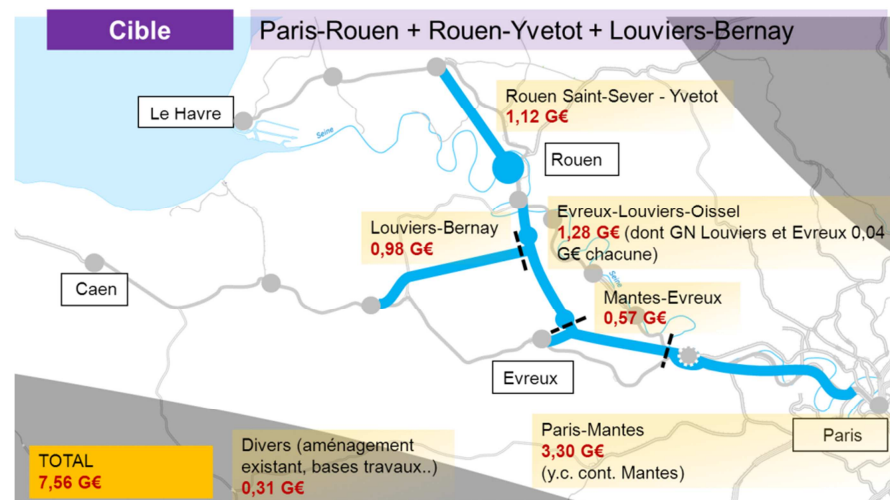 Cible
Paris-Rouen + Rouen-Yvetot + Louviers-Bernay
Rouen Saint-Sever - Yvetot
1,12 G€
Le Havre
Seine
Rouen
Louviers-Bernay
0,98 G€
Evreux-Louviers-Oissel
1,28 G€ (dont GN Louviers et Evreux 0,04
G€ chacune)
Caen
Seine
Mantes-Evreux
0,57 G€
Evreux
Paris-Mantes
3,30 G€
(y.c. cont. Mantes)
Paris
TOTAL
7,56 G€
Divers (aménagement
existant, bases travaux..)
0,31 G€